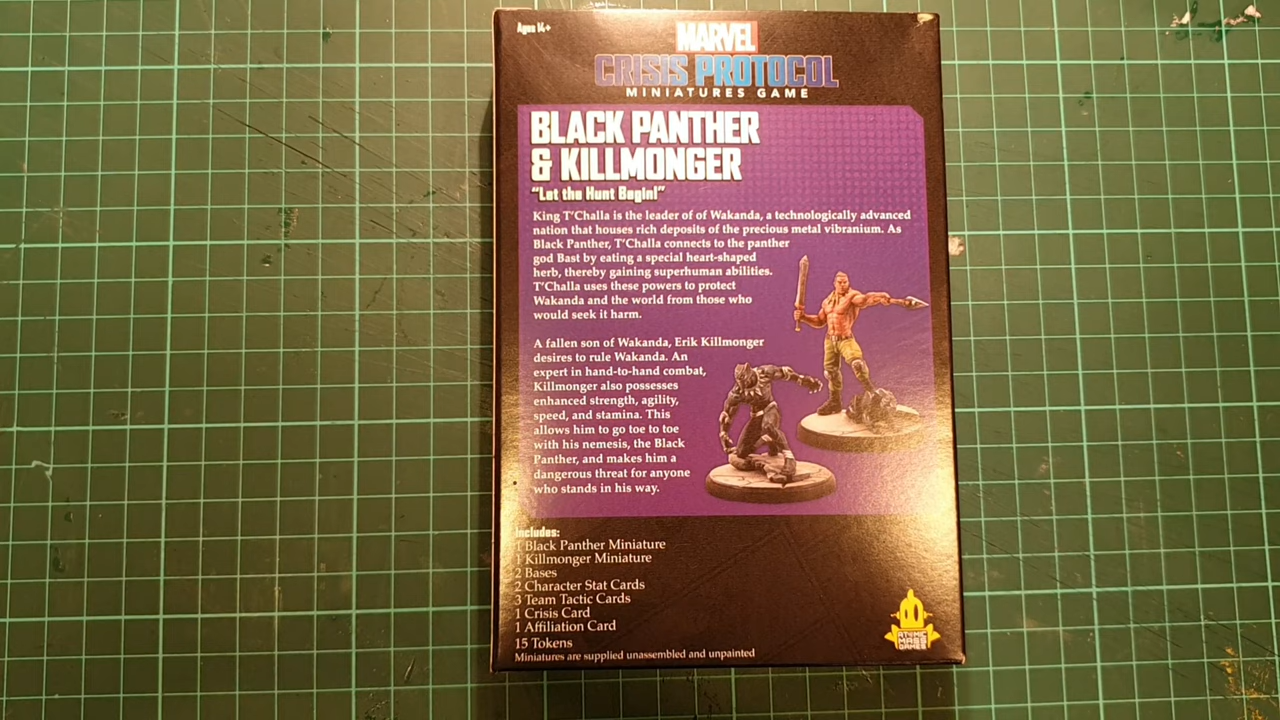 Ages 14+
MARVEL
CRISIS PROTOCOL
MINIATURES GAME
BLACK PANTHER
& KILLMONGER
"Let the Hunt Begin!"
King T'Challa is the leader of of Wakanda, a technologically advanced
nation that houses rich deposits of the precious metal vibranium. As
Black Panther, T'Challa connects to the panther
god Bast by eating a special heart-shaped
herb, thereby gaining superhuman abilities.
T'Challa uses these powers to protect
Wakanda and the world from those who
would seek it harm.
A fallen son of Wakanda, Erik Killmonger
desires to rule Wakanda. An
expert in hand-to-hand combat,
Killmonger also possesses
enhanced strength, agility,
speed, and stamina. This
allows him to go toe to toe
with his nemesis, the Black
Panther, and makes him a
dangerous threat for anyone
who stands in his way.
Includes:
1 Black Panther Miniature
1 Killmonger Miniature
2 Bases
2 Character Stat Cards
3 Team Tactic Cards
1 Crisis Card
1 Affiliation Card
15 Tokens
Miniatures are supplied unassembled and unpainted
ATOMIC
MASS
GAMES